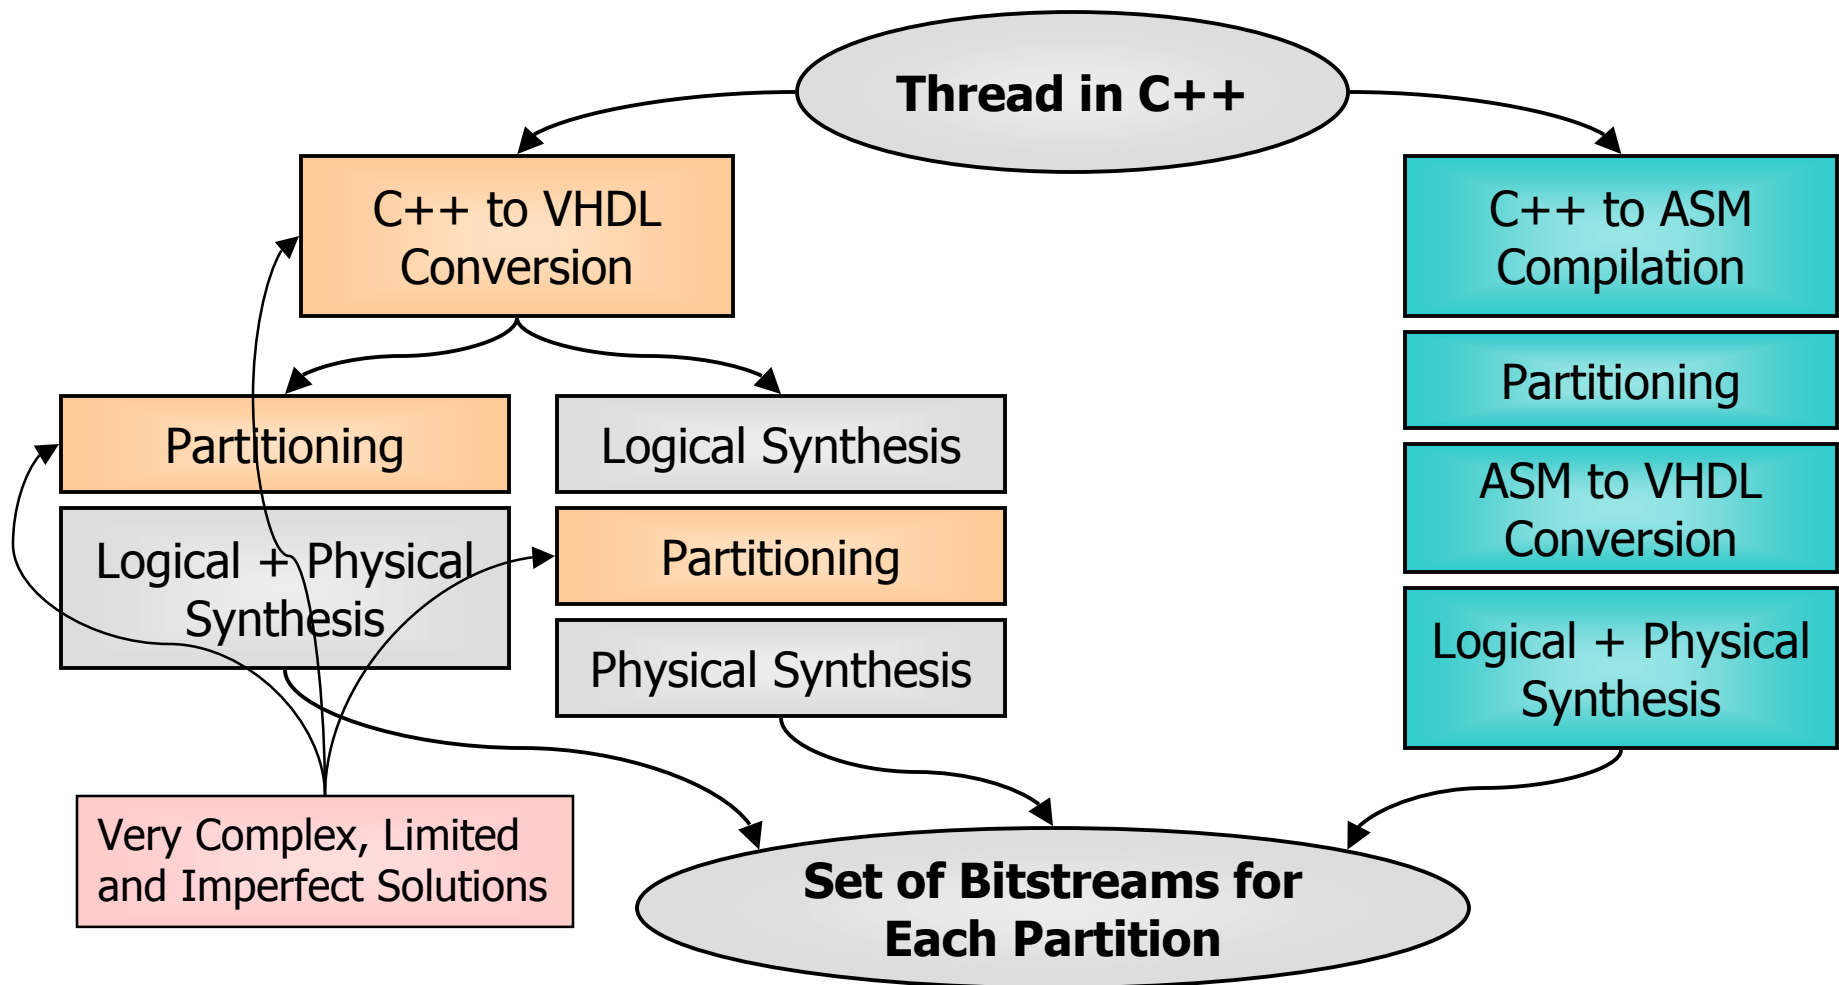 Thread in C++
C++ to VHDL
Conversion
C++ to ASM
Compilation
Partitioning
Logical + Physical
Synthesis
Logical Synthesis
Partitioning
Physical Synthesis
Partitioning
ASM to VHDL
Conversion
Logical + Physical
Synthesis
Very Complex, Limited
and Imperfect Solutions
Set of Bitstreams for
Each Partition